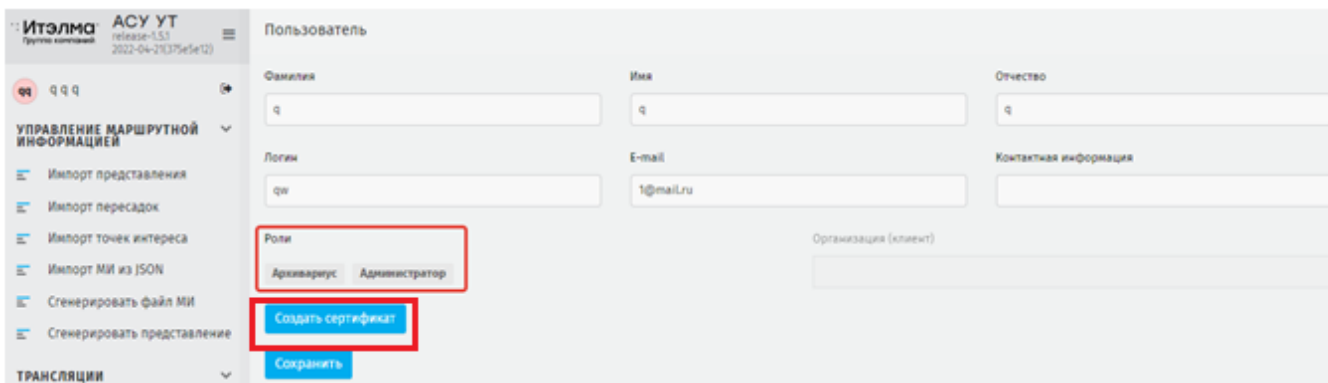 Итэлма
Группа компаний
АСУ УТ
release-1.5.1
2022-04-21(375e5e12)
qq
q q q
УПРАВЛЕНИЕ МАРШРУТНОЙ
ИНФОРМАЦИЕЙ
Импорт представления
Импорт пересадок
Импорт точек интереса
Импорт МИ из JSON
Сгенерировать файл МИ
Сгенерировать представление
ТРАНСЛЯЦИИ
Пользователь
Фамилия
Имя
Отчество
q
q
q
Логин
E-mail
Контактная информация
qw
1@mail.ru
Роли
Организация (клиент)
Архивариус
Администратор
Создать сертификат
Сохранить